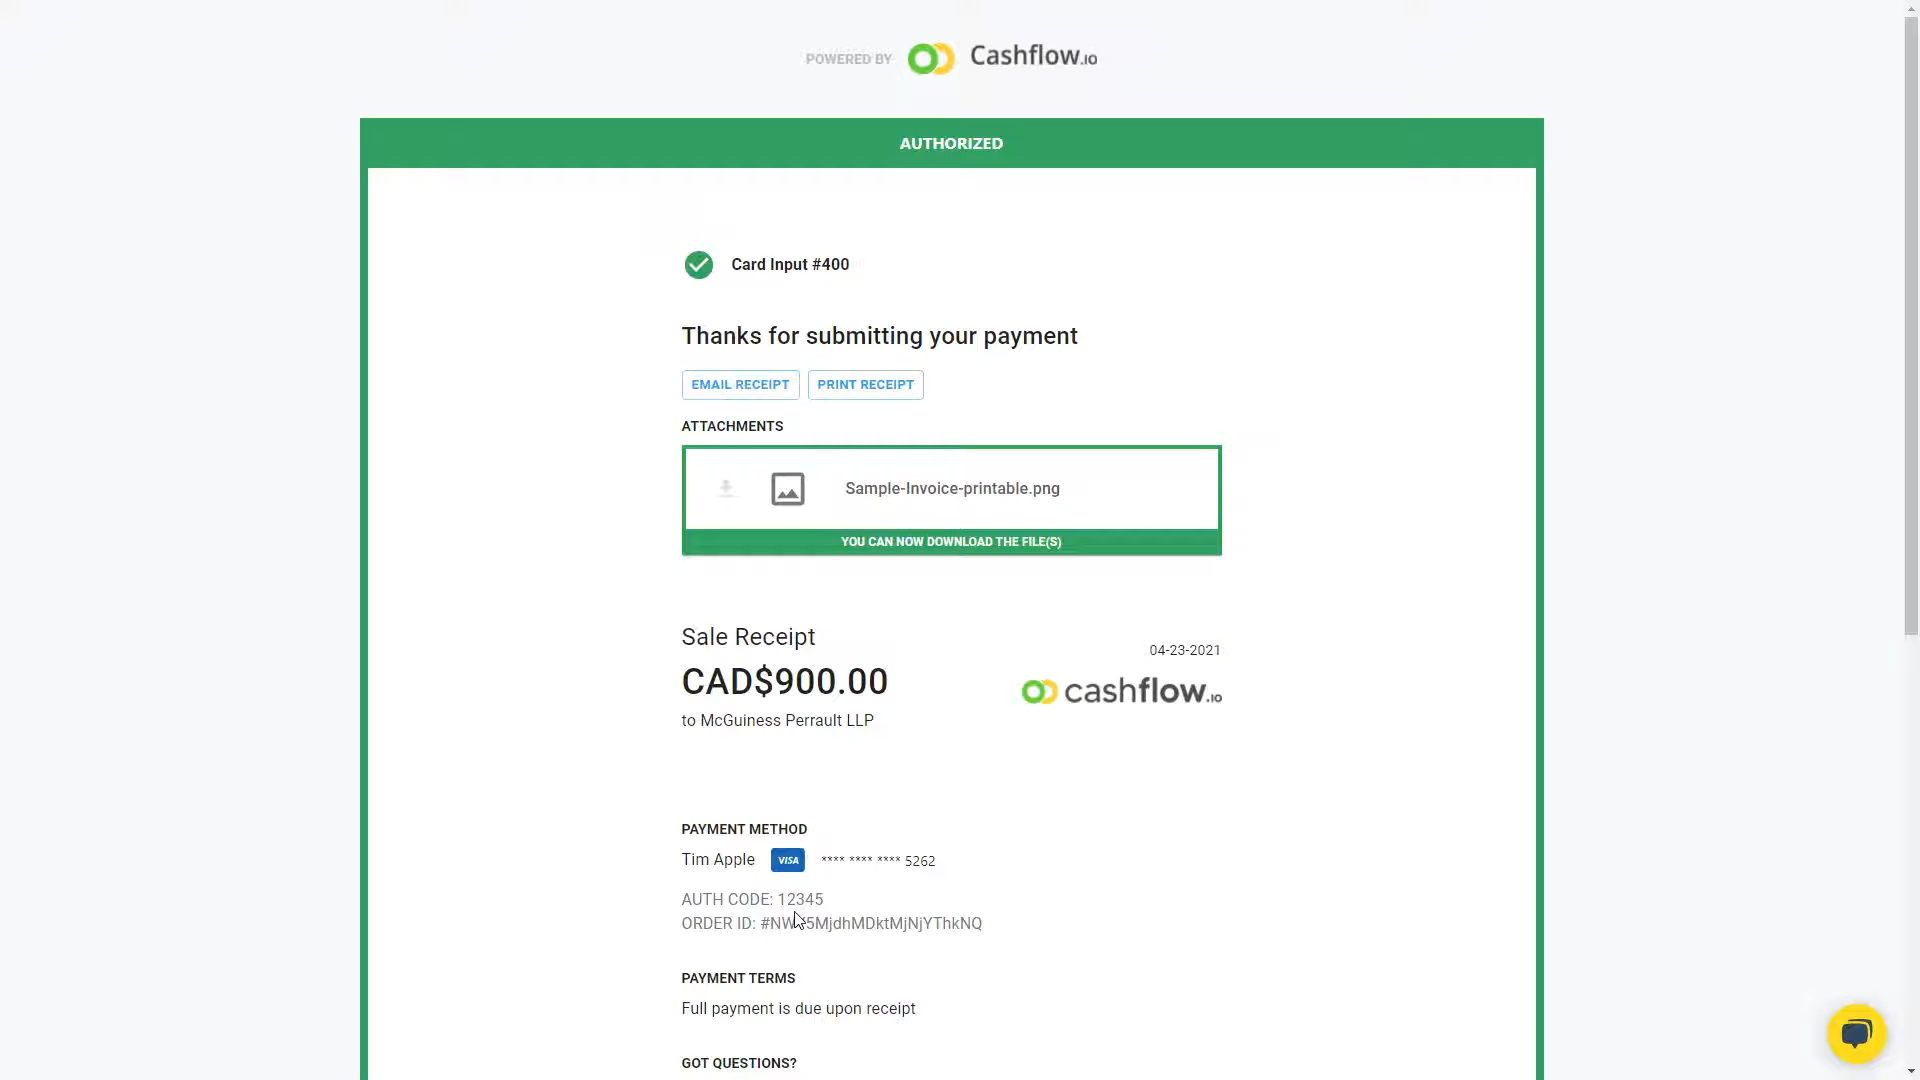 POWERED BY Cashflow.io
AUTHORIZED
Card Input #400
Thanks for submitting your payment
EMAIL RECEIPT PRINT RECEIPT
ATTACHMENTS
Sample-Invoice-printable.png
YOU CAN NOW DOWNLOAD THE FILE(S)
Sale Receipt
04-23-2021
CAD$900.00
cashflow.io
to McGuiness Perrault LLP
PAYMENT METHOD
Tim Apple VISA **** **** **** 5262
AUTH CODE: 12345
ORDER ID:
PAYMENT TERMS
Full payment is due upon receipt
GOT QUESTIONS?